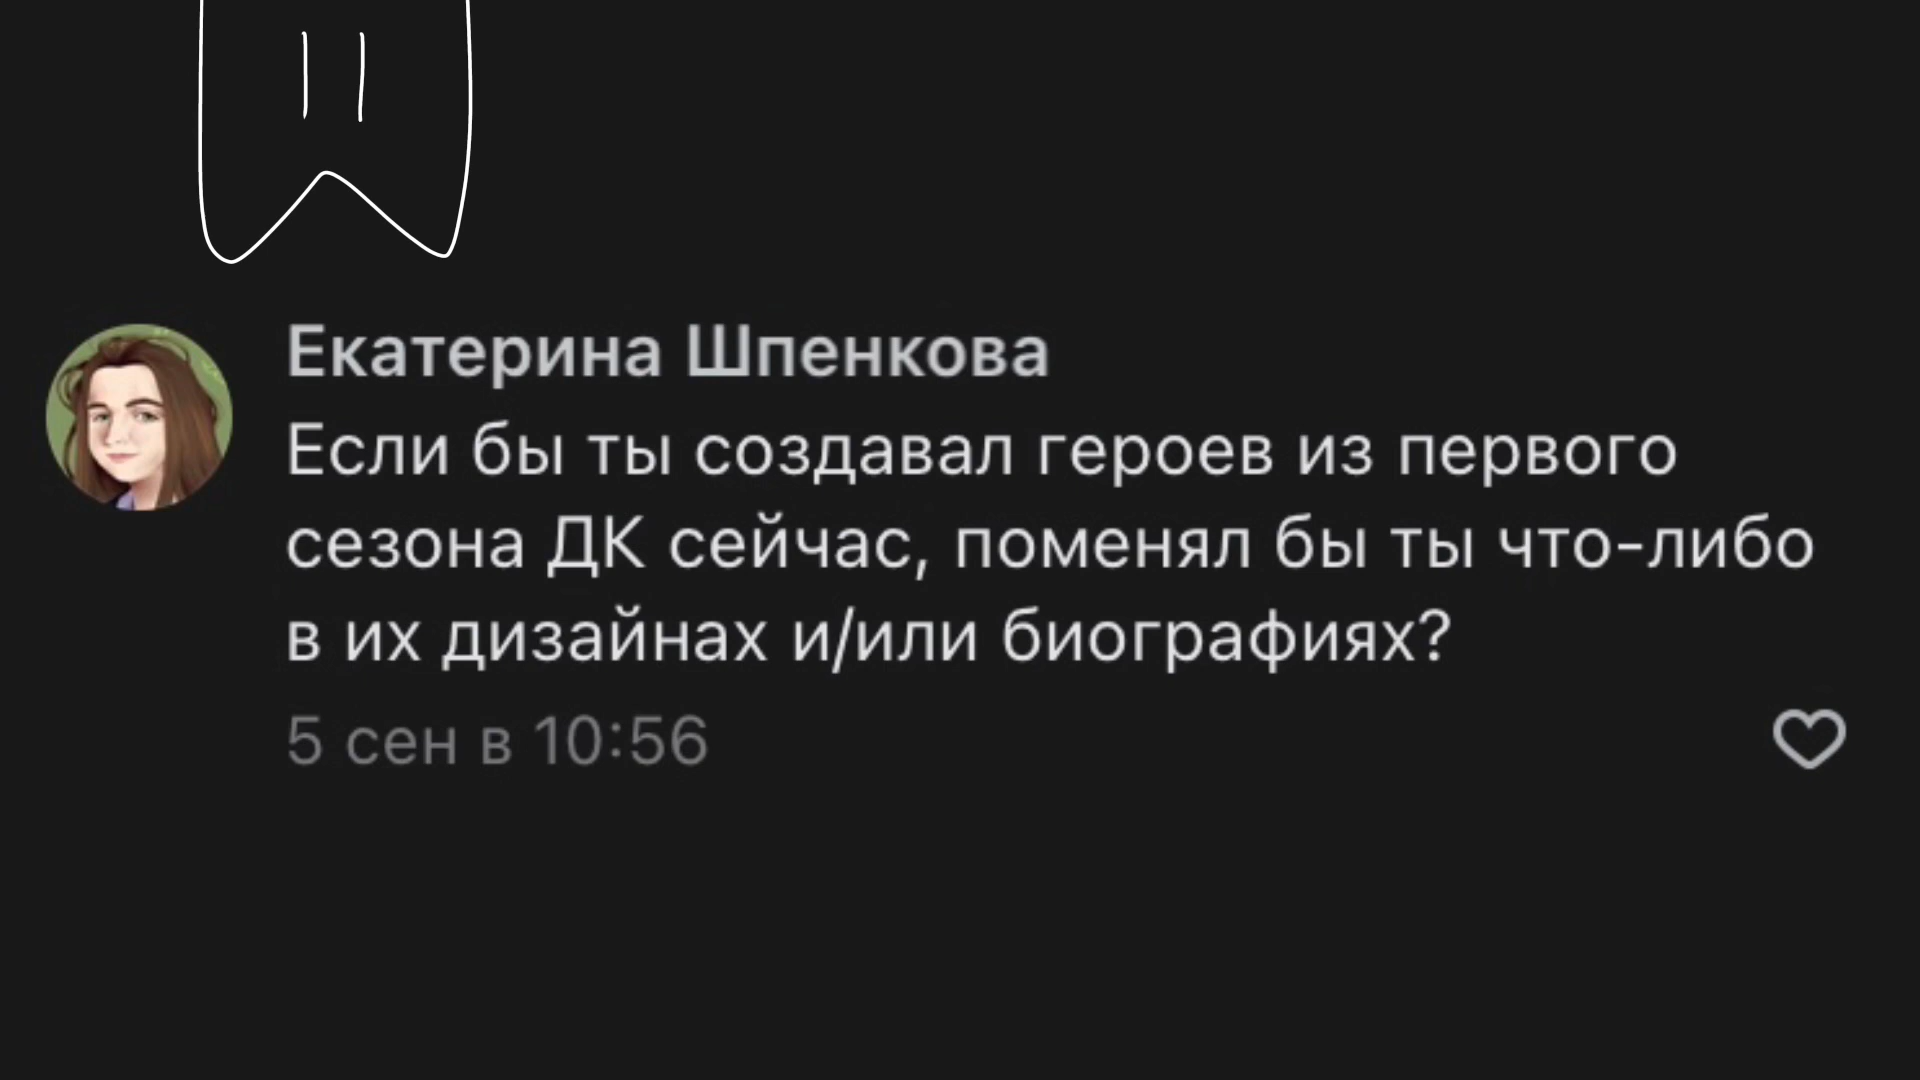 Екатерина Шпенкова
Если бы ты создавал героев из первого
сезона ДК сейчас, поменял бы ты что-либо
в их дизайнах и/или биографиях?
5 сен в 10:56